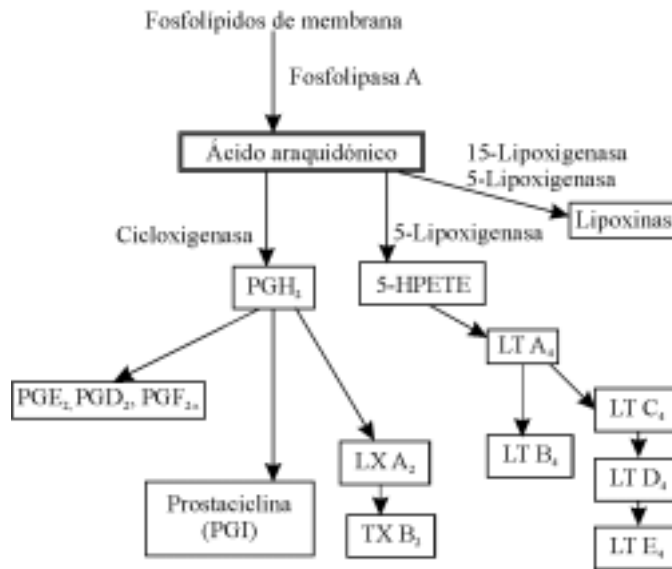 Fosfolípidos de membrana
Fosfolipasa A
Ácido araquidónico
15-Lipoxigenasa
5-Lipoxigenasa
Lipoxinas
Cicloxigenasa
5-Lipoxigenasa
PGH₂
5-HPETE
LT A₄
PGE₂, PGD₂, PGF₂α
LT C₄
LX A₂
LT B₄
LT D₄
Prostaciclina
(PGI)
TX B₂
LT E₄